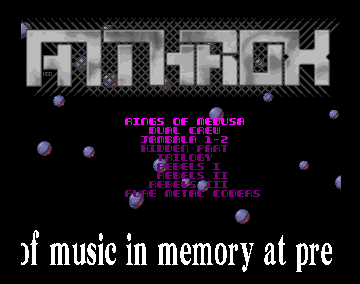 ANTHROX
RINGS OF MEDUSA
DUAL CREW
JAMBALA 1-2
HIDDEN PART
TRILOGY
REBELS I
REBELS II
REBELS III
PURE METAL CODERS
of music in memory at pre